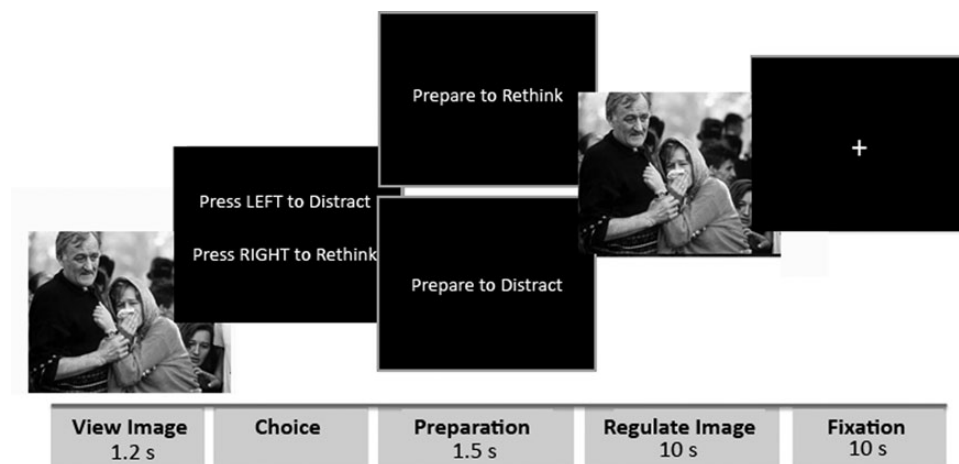 Prepare to Rethink
Press LEFT to Distract
Press RIGHT to Rethink
Prepare to Distract
+
View Image
1.2 s
Choice
Preparation
1.5 s
Regulate Image
10 s
Fixation
10 s